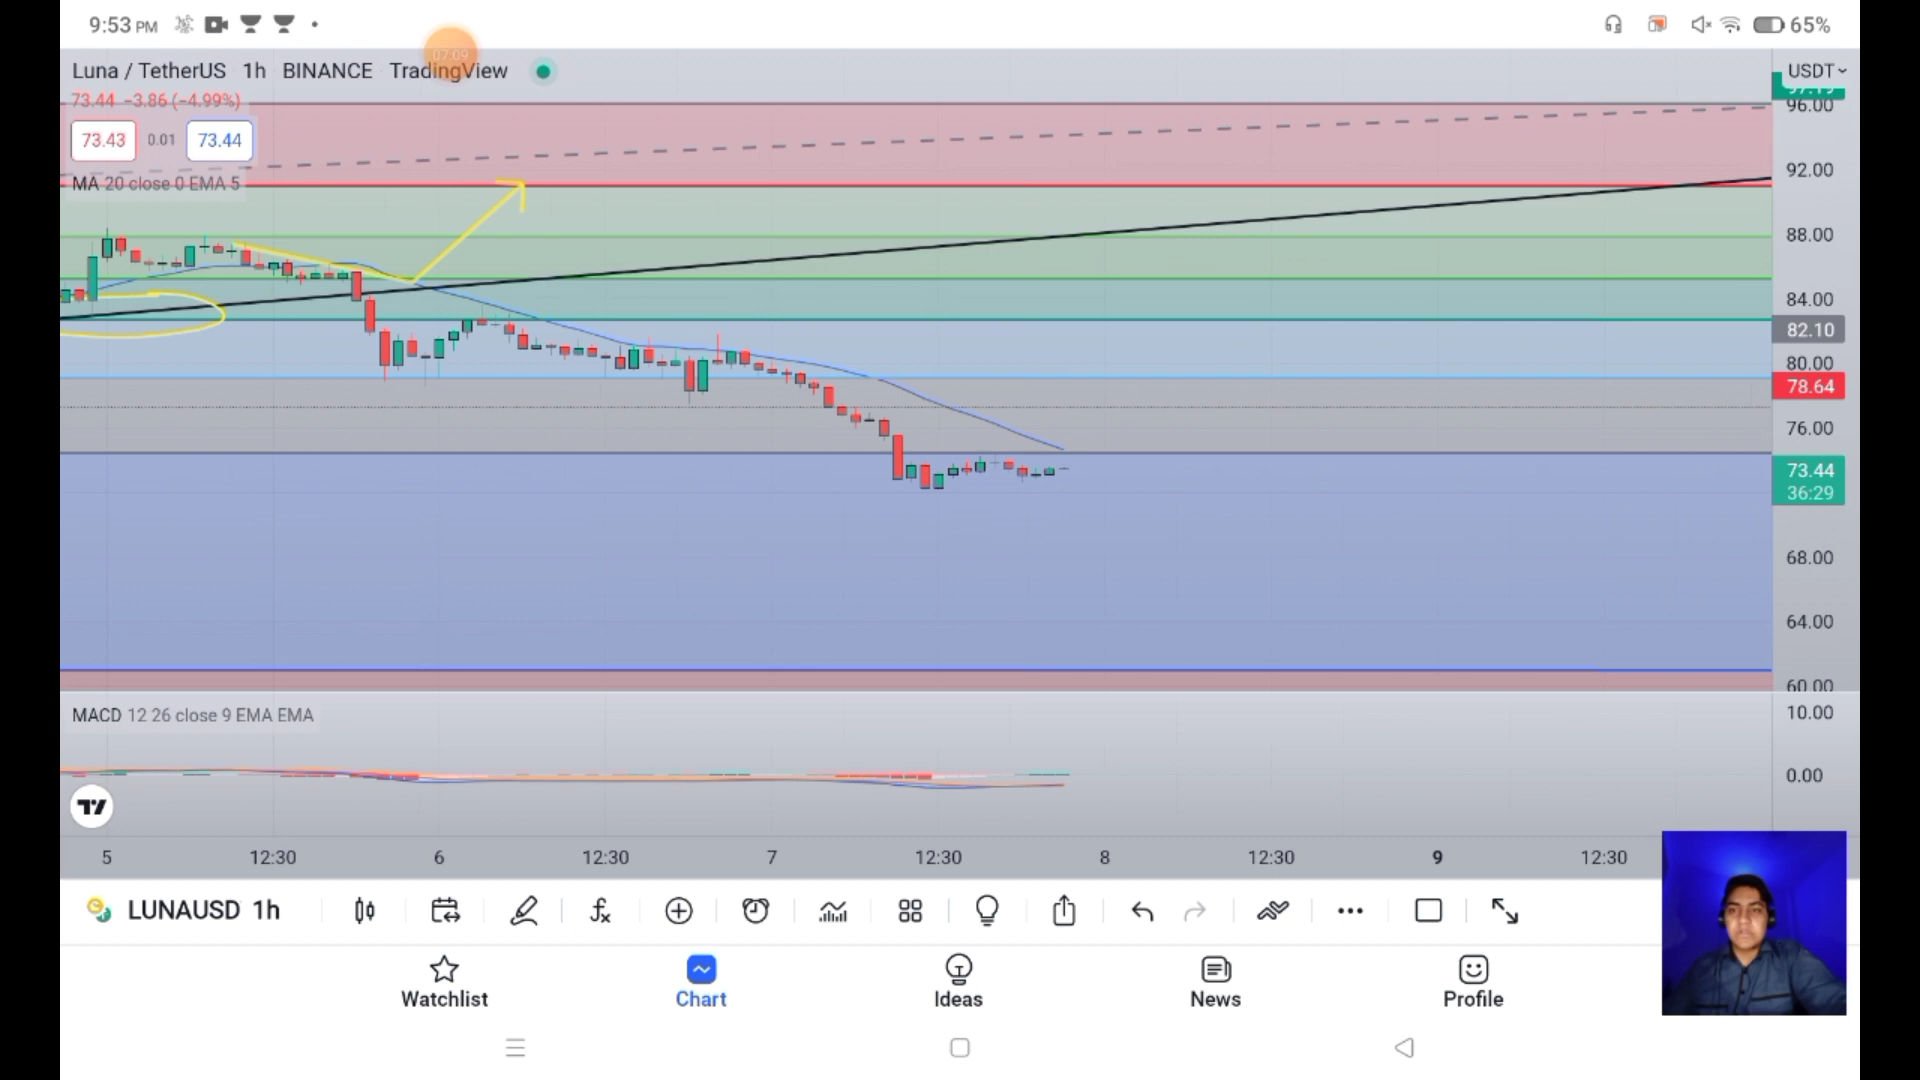 9:53 PM
65%
07:09
Luna / TetherUS 1h BINANCE TradingView
USDT
73.44 −3.86 (−4.99%)
96.00
73.43 0.01 73.44
92.00
MA 20 close 0 EMA 5
88.00
84.00
82.10
80.00
78.64
76.00
73.44
36:29
68.00
64.00
60.00
MACD 12 26 close 9 EMA EMA
10.00
0.00
5 12:30 6 12:30 7 12:30 8 12:30 9 12:30
LUNAUSD 1h
Watchlist Chart Ideas News Profile